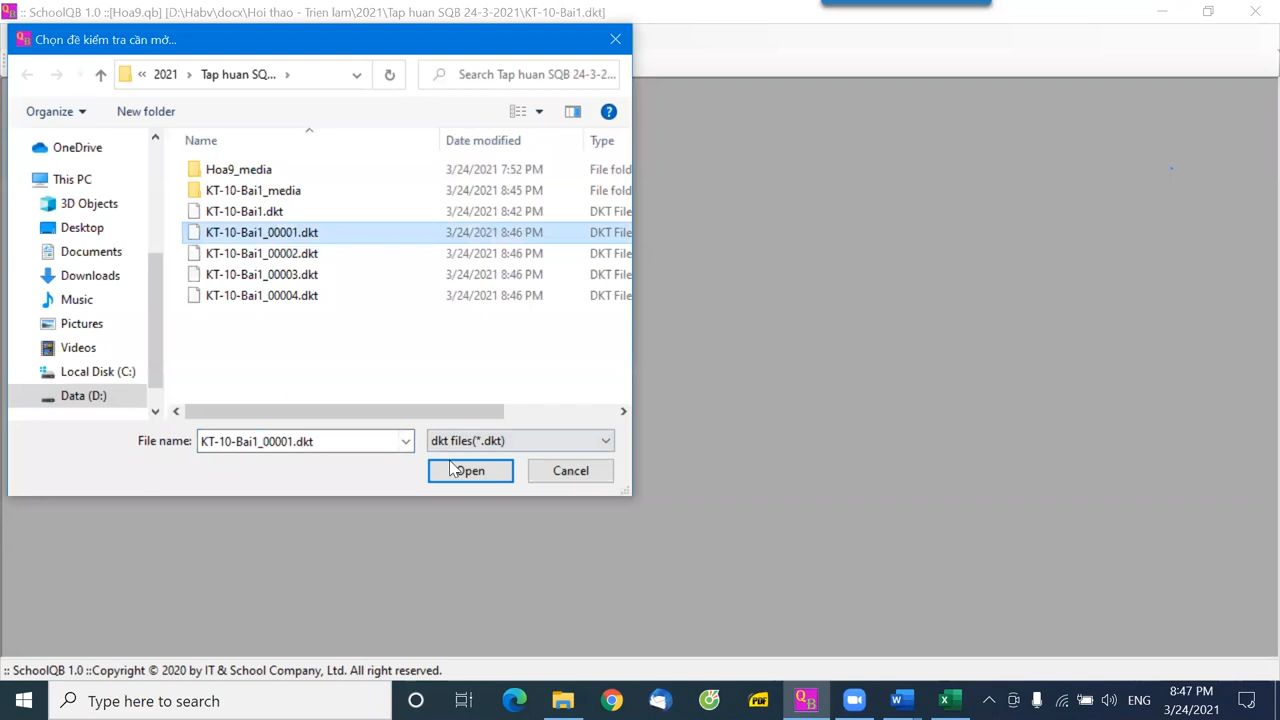 :: SchoolQB 1.0 ::[Hoa9.qb] [D:\Habv\docx\Hoi thao - Trien lam\2021\Tap huan SQB 24-3-2021\KT-10-Bai1.dkt]
Chọn đề kiểm tra cần mở...
« 2021 › Tap huan SQ... ›
Search Tap huan SQB 24-3-2...
Organize
New folder
Name
Date modified
Type
OneDrive
This PC
3D Objects
Desktop
Documents
Downloads
Music
Pictures
Videos
Local Disk (C:)
Data (D:)
Hoa9_media 3/24/2021 7:52 PM File fold
KT-10-Bai1_media 3/24/2021 8:45 PM File fold
KT-10-Bai1.dkt 3/24/2021 8:42 PM DKT File
KT-10-Bai1_00001.dkt 3/24/2021 8:46 PM DKT File
KT-10-Bai1_00002.dkt 3/24/2021 8:46 PM DKT File
KT-10-Bai1_00003.dkt 3/24/2021 8:46 PM DKT File
KT-10-Bai1_00004.dkt 3/24/2021 8:46 PM DKT File
File name: KT-10-Bai1_00001.dkt
dkt files(*.dkt)
Open
Cancel
:: SchoolQB 1.0 ::Copyright © 2020 by IT & School Company, Ltd. All right reserved.
Type here to search
ENG
8:47 PM
3/24/2021